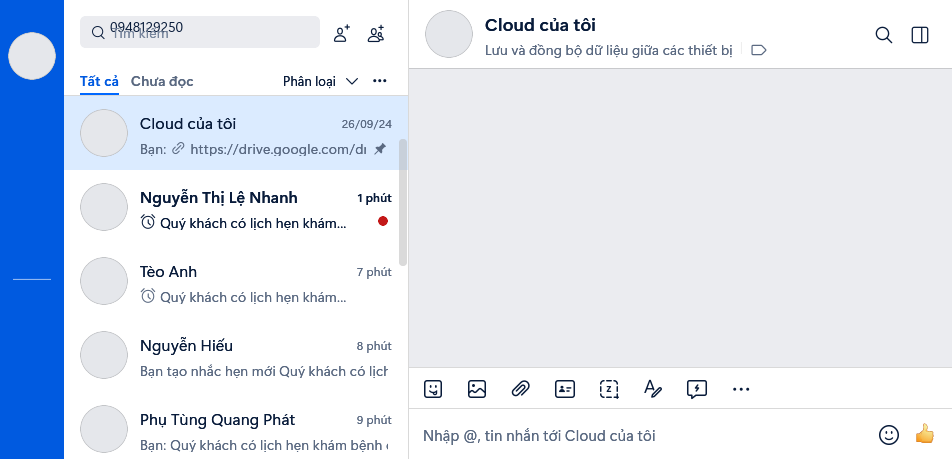 0948129250
Tìm kiếm
Tất cả Chưa đọc Phân loại
Cloud của tôi 26/09/24
Bạn: https://drive.google.com/dr
Nguyễn Thị Lệ Nhanh 1 phút
Quý khách có lịch hẹn khám...
Tèo Anh 7 phút
Quý khách có lịch hẹn khám...
Nguyễn Hiếu 8 phút
Bạn tạo nhắc hẹn mới Quý khách có lịch
Phụ Tùng Quang Phát 9 phút
Bạn: Quý khách có lịch hẹn khám bệnh
Cloud của tôi
Lưu và đồng bộ dữ liệu giữa các thiết bị
Nhập @, tin nhắn tới Cloud của tôi